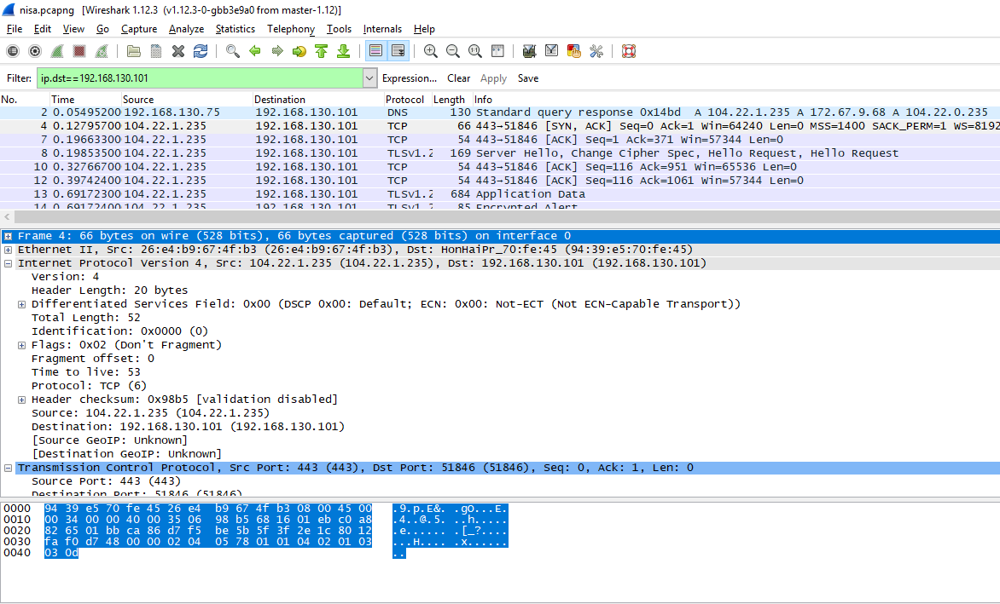 nisa.pcapng [Wireshark 1.12.3 (v1.12.3-0-gbb3e9a0 from master-1.12)]
File Edit View Go Capture Analyze Statistics Telephony Tools Internals Help
Filter: ip.dst==192.168.130.101 Expression... Clear Apply Save
No. Time Source Destination Protocol Length Info
2 0.05495200 192.168.130.75 192.168.130.101 DNS 130 Standard query response 0x14bd A 104.22.1.235 A 172.67.9.68 A 104.22.0.235
4 0.12795700 104.22.1.235 192.168.130.101 TCP 66 443→51846 [SYN, ACK] Seq=0 Ack=1 Win=64240 Len=0 MSS=1400 SACK_PERM=1 WS=8192
7 0.19663300 104.22.1.235 192.168.130.101 TCP 54 443→51846 [ACK] Seq=1 Ack=371 Win=57344 Len=0
8 0.19853500 104.22.1.235 192.168.130.101 TLSv1.2 169 Server Hello, Change Cipher Spec, Hello Request, Hello Request
10 0.32766700 104.22.1.235 192.168.130.101 TCP 54 443→51846 [ACK] Seq=116 Ack=951 Win=65536 Len=0
12 0.39742400 104.22.1.235 192.168.130.101 TCP 54 443→51846 [ACK] Seq=116 Ack=1061 Win=57344 Len=0
13 0.69172300 104.22.1.235 192.168.130.101 TLSv1.2 684 Application Data
14 0.69172400 104.22.1.235 192.168.130.101 TLSv1.2 85 Encrypted Alert
Frame 4: 66 bytes on wire (528 bits), 66 bytes captured (528 bits) on interface 0
Ethernet II, Src: 26:e4:b9:67:4f:b3 (26:e4:b9:67:4f:b3), Dst: HonHaiPr_70:fe:45 (94:39:e5:70:fe:45)
Internet Protocol Version 4, Src: 104.22.1.235 (104.22.1.235), Dst: 192.168.130.101 (192.168.130.101)
Version: 4
Header Length: 20 bytes
Differentiated Services Field: 0x00 (DSCP 0x00: Default; ECN: 0x00: Not-ECT (Not ECN-Capable Transport))
Total Length: 52
Identification: 0x0000 (0)
Flags: 0x02 (Don't Fragment)
Fragment offset: 0
Time to live: 53
Protocol: TCP (6)
Header checksum: 0x98b5 [validation disabled]
Source: 104.22.1.235 (104.22.1.235)
Destination: 192.168.130.101 (192.168.130.101)
[Source GeoIP: Unknown]
[Destination GeoIP: Unknown]
Transmission Control Protocol, Src Port: 443 (443), Dst Port: 51846 (51846), Seq: 0, Ack: 1, Len: 0
Source Port: 443 (443)
Destination Port: 51846 (51846)
0000 94 39 e5 70 fe 45 26 e4 b9 67 4f b3 08 00 45 00 .9.p.E&. .gO...E.
0010 00 34 00 00 40 00 35 06 98 b5 68 16 01 eb c0 a8 .4..@.5. ..h.....
0020 82 65 01 bb ca 86 d7 f5 be 5b 5f 3f 2e 1c 80 12 .e...... .[_?....
0030 fa f0 d7 48 00 00 02 04 05 78 01 01 04 02 01 03 ...H.... .x......
0040 03 0d ..